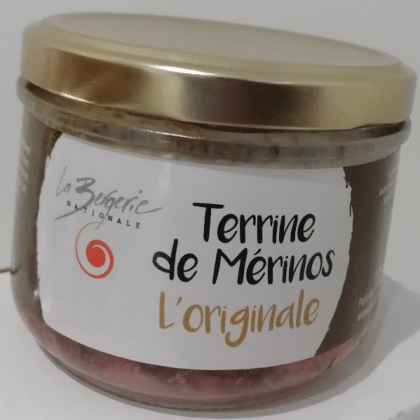 La Bergerie
NATIONALE
Terrine
de Mérinos
L'originale